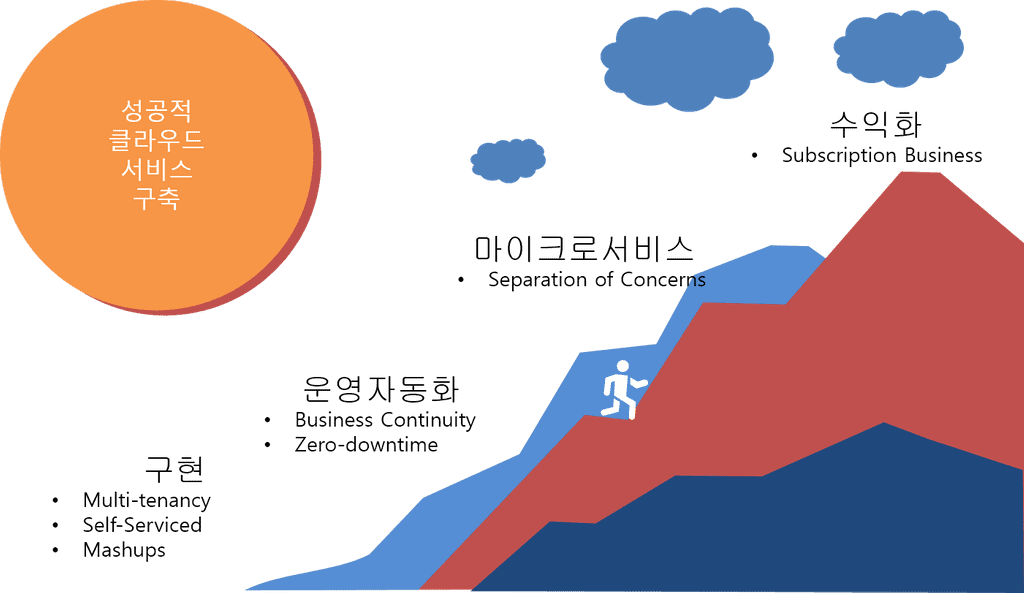 성공적
클라우드
서비스
구축
수익화
• Subscription Business
마이크로서비스
• Separation of Concerns
운영자동화
• Business Continuity
• Zero-downtime
구현
• Multi-tenancy
• Self-Serviced
• Mashups